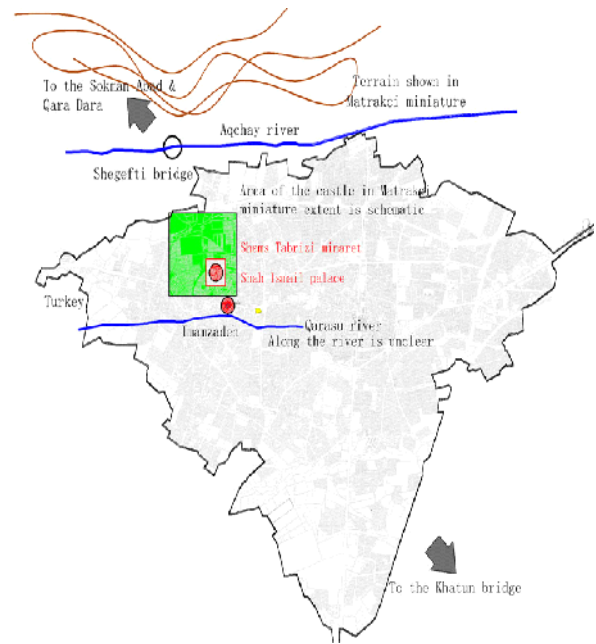 To the Sokran Abad &
Qara Dara
Terrain shown in
Matrakci miniature
Aqchay river
Shegefti bridge
Area of the castle in Matrakci
miniature extent is schematic
Shems Tabrizi minaret
Shah Ismail palace
Turkey
Imamzadeh
Qurasu river
Along the river is unclear
To the Khatun bridge